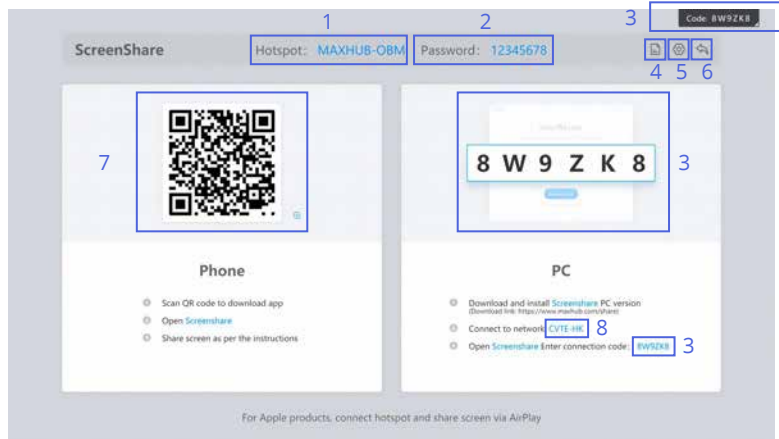 1 2 3 Code: 8W9ZK8
ScreenShare Hotspot: MAXHUB-OBM Password: 12345678
4 5 6
7
8 W 9 Z K 8 3
Phone
Scan QR code to download app
Open Screenshare
Share screen as per the instructions
PC
Download and install Screenshare PC version
(Download link: https://www.maxhub.com/share)
Connect to network CVTE-HK 8
Open Screenshare Enter connection code: 8W9ZK8 3
For Apple products, connect hotspot and share screen via AirPlay